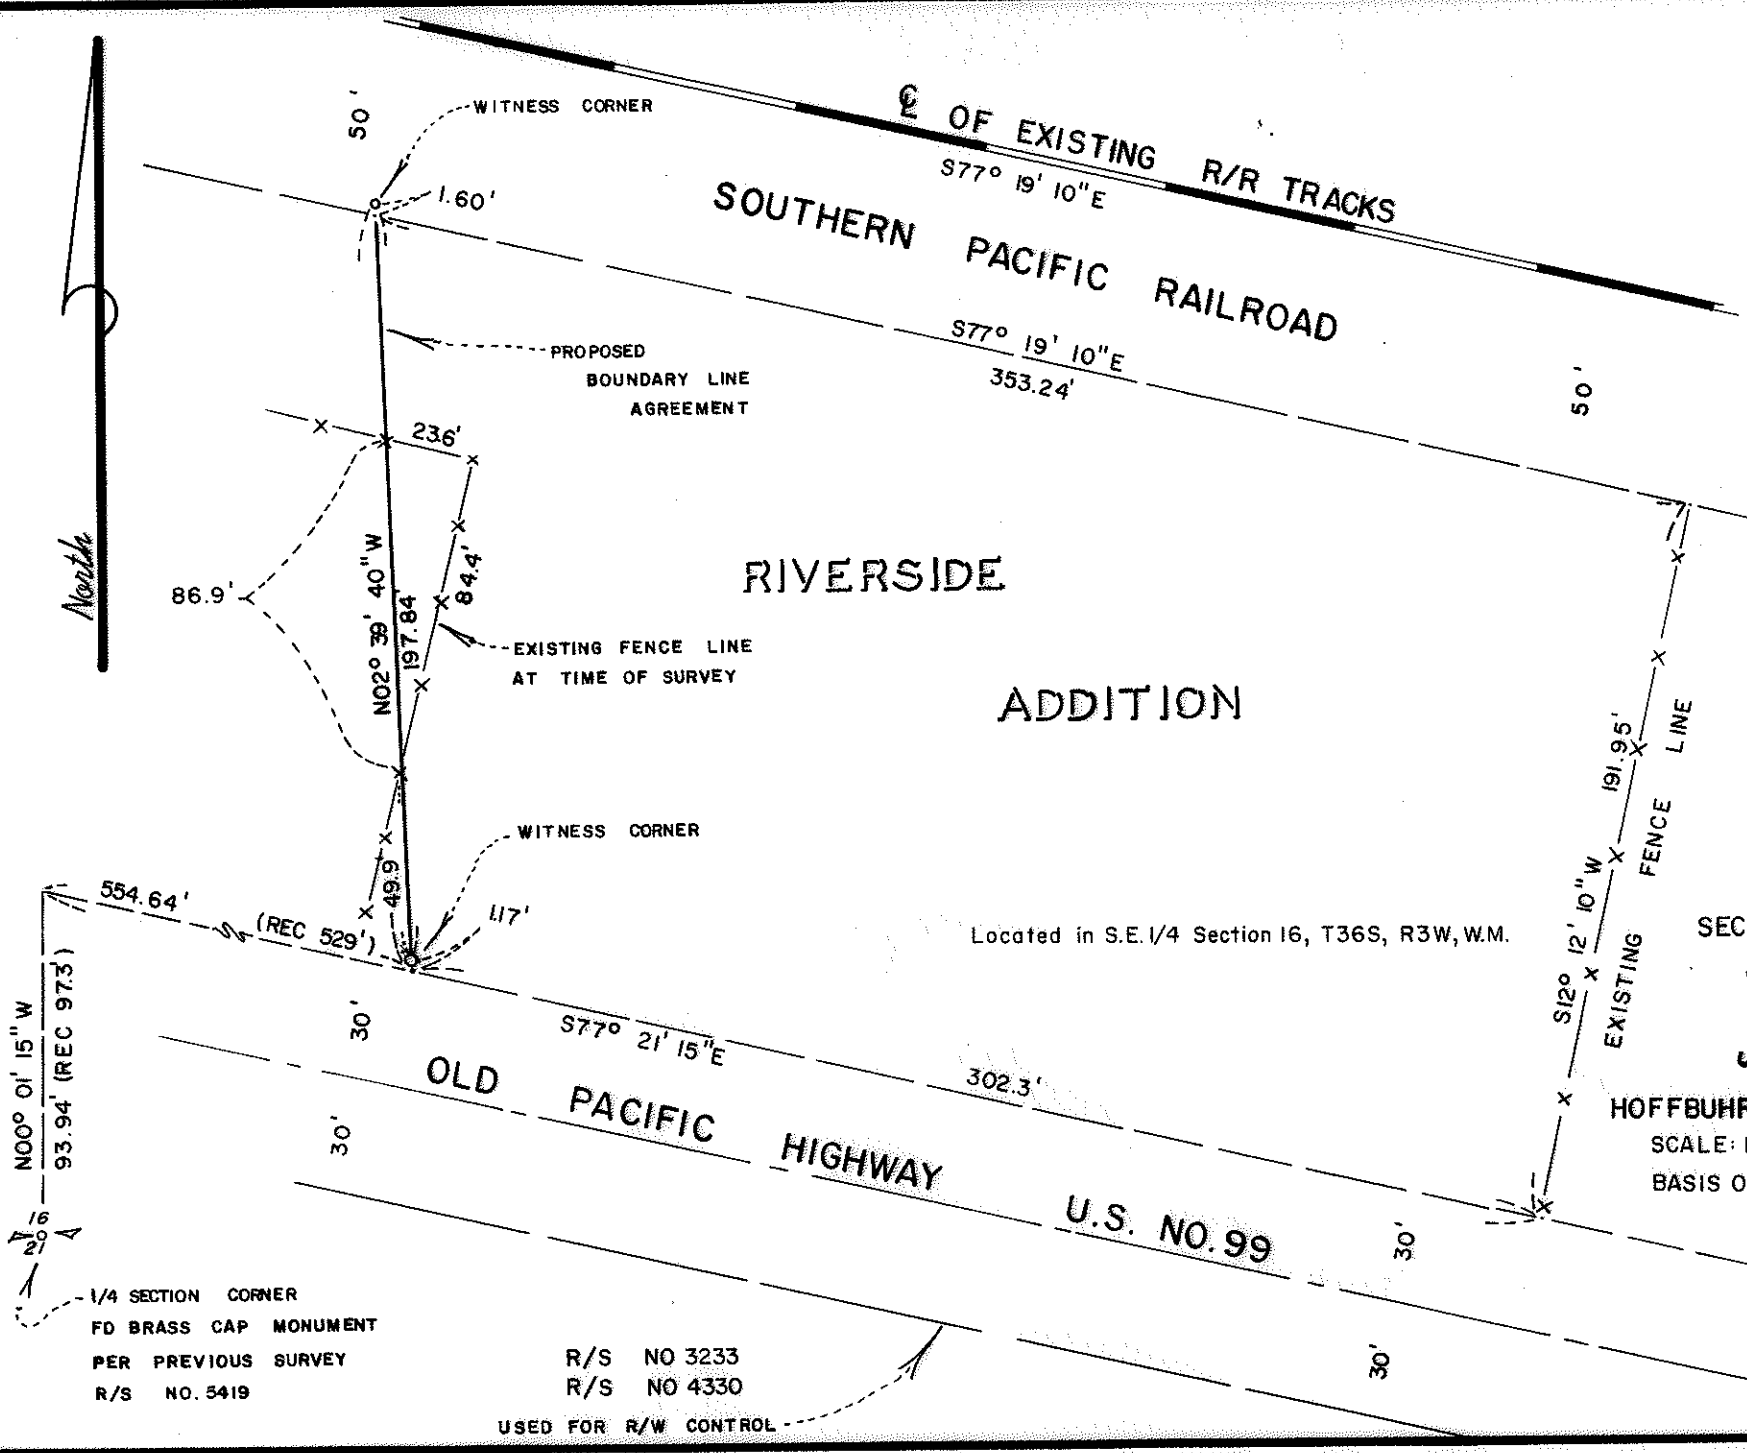 50'
WITNESS CORNER
1.60'
℄ OF EXISTING R/R TRACKS
S77° 19' 10"E
SOUTHERN PACIFIC RAILROAD
S77° 19' 10"E
353.24'
50'
PROPOSED
BOUNDARY LINE
AGREEMENT
23.6'
North
86.9'
N02° 39' 40"W
197.84'
84.4'
EXISTING FENCE LINE
AT TIME OF SURVEY
RIVERSIDE
ADDITION
191.95'
S12° 12' 10"W
EXISTING FENCE LINE
WITNESS CORNER
49.9'
1.17'
554.64'
(REC 529')
Located in S.E. 1/4 Section 16, T36S, R3W, W.M.
SEC
N00° 01' 15" W
93.94' (REC 97.3')
30'
S77° 21' 15"E
302.3'
OLD PACIFIC HIGHWAY U.S. NO. 99
30'
30'
30'
HOFFBUHR
SCALE:
BASIS O
16
21
1/4 SECTION CORNER
FD BRASS CAP MONUMENT
PER PREVIOUS SURVEY
R/S NO. 5419
R/S NO 3233
R/S NO 4330
USED FOR R/W CONTROL